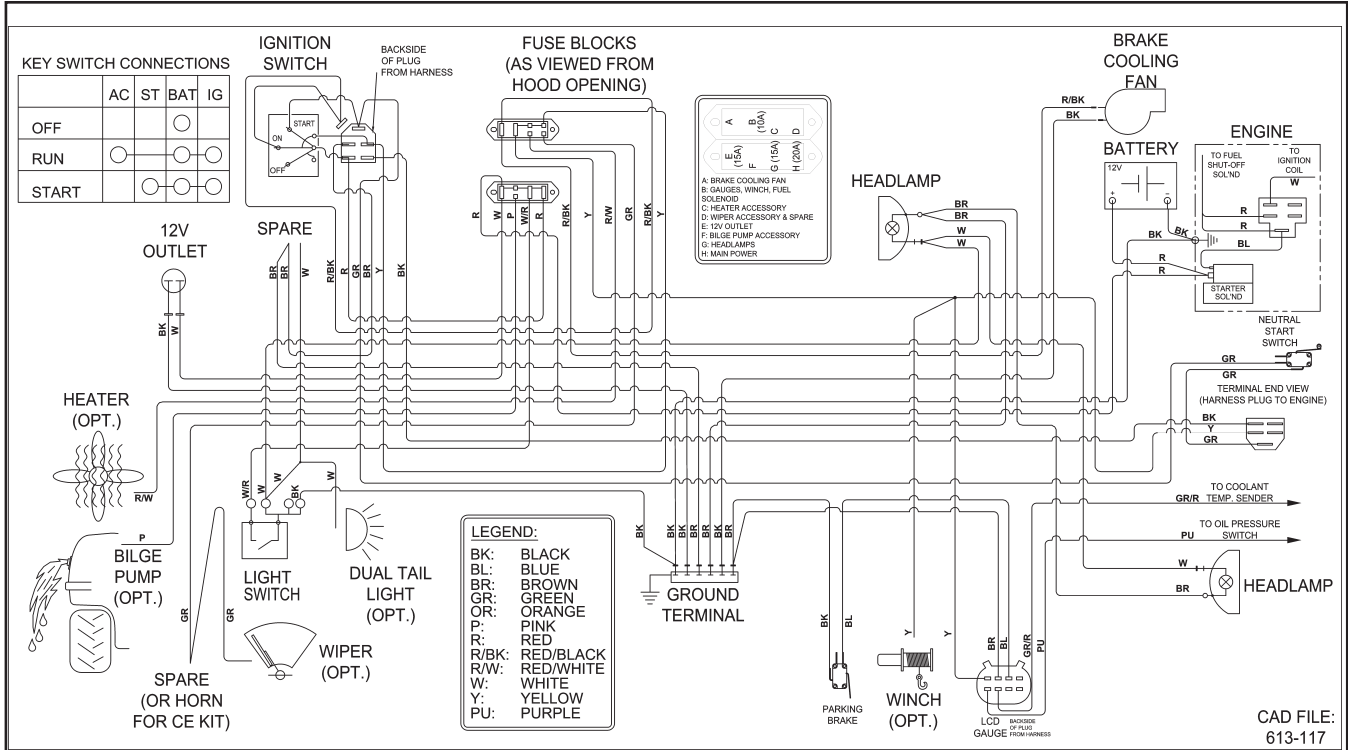 KEY SWITCH CONNECTIONS
AC ST BAT IG
OFF
RUN
START
IGNITION
SWITCH
BACKSIDE
OF PLUG
FROM HARNESS
START
ON
OFF
FUSE BLOCKS
(AS VIEWED FROM
HOOD OPENING)
A
B
(10A)
C
D
E
(15A)
F
G (15A)
H (20A)
A: BRAKE COOLING FAN
B: GAUGES, WINCH, FUEL
SOLENOID
C: HEATER ACCESSORY
D: WIPER ACCESSORY & SPARE
E: 12V OUTLET
F: BILGE PUMP ACCESSORY
G: HEADLAMPS
H: MAIN POWER
BRAKE
COOLING
FAN
R/BK
BK
BATTERY
12V
+
-
ENGINE
TO FUEL
SHUT-OFF
SOL'ND
TO
IGNITION
COIL
W
R
R
BL
BK
BK
R
R
STARTER
SOL'ND
HEADLAMP
BR
BR
W
W
12V
OUTLET
BK
W
SPARE
BR
BR
W
R/BK
R
GR
BR
Y
BK
R
W
P
W/R
R
R/BK
Y
R/W
GR
R/BK
Y
NEUTRAL
START
SWITCH
GR
GR
TERMINAL END VIEW
(HARNESS PLUG TO ENGINE)
BK
Y
GR
HEATER
(OPT.)
R/W
P
BILGE
PUMP
(OPT.)
W/R
W
W
BK
W
LIGHT
SWITCH
DUAL TAIL
LIGHT
(OPT.)
GR
GR
WIPER
(OPT.)
SPARE
(OR HORN
FOR CE KIT)
LEGEND:
BK: BLACK
BL: BLUE
BR: BROWN
GR: GREEN
OR: ORANGE
P: PINK
R: RED
R/BK: RED/BLACK
R/W: RED/WHITE
W: WHITE
Y: YELLOW
PU: PURPLE
BK
BK
BK
BR
BR
BK
BR
GROUND
TERMINAL
BK
BL
PARKING
BRAKE
Y
WINCH
(OPT.)
Y
BR
BL
GR/R
PU
LCD
GAUGE
BACKSIDE
OF PLUG
FROM HARNESS
TO COOLANT
GR/R TEMP. SENDER
TO OIL PRESSURE
PU SWITCH
W
BR
HEADLAMP
CAD FILE:
613-117